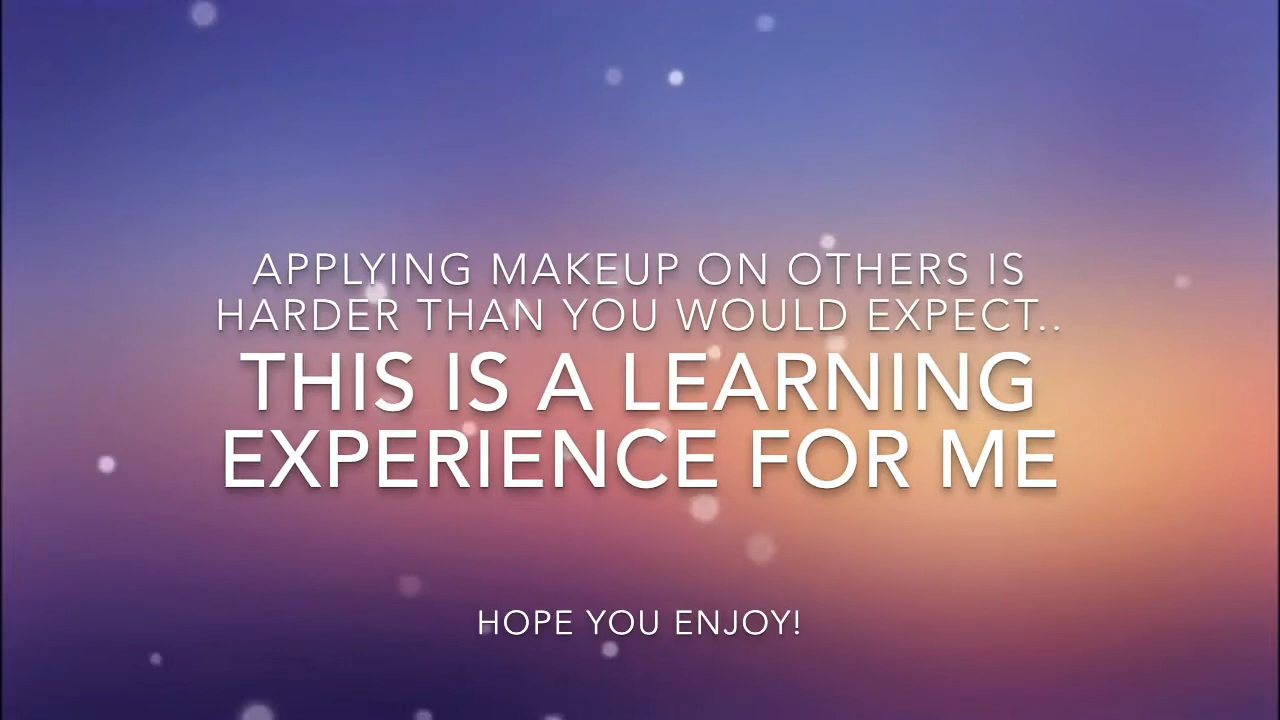 APPLYING MAKEUP ON OTHERS IS
HARDER THAN YOU WOULD EXPECT..
THIS IS A LEARNING
EXPERIENCE FOR ME
HOPE YOU ENJOY!